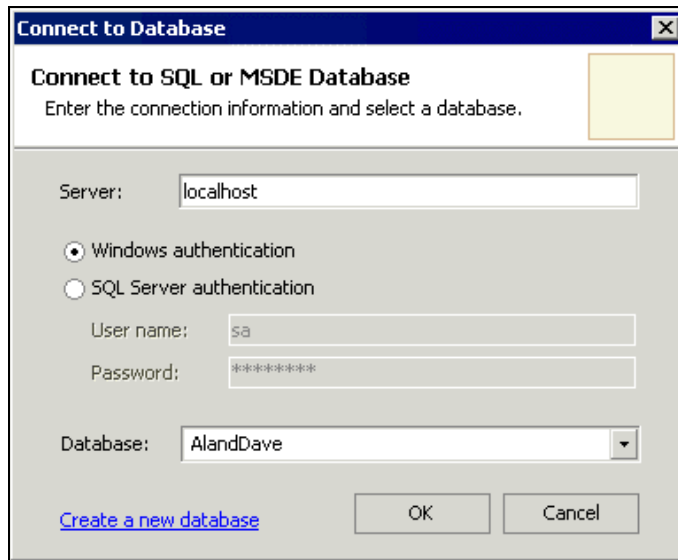 Connect to Database
Connect to SQL or MSDE Database
Enter the connection information and select a database.
Server: localhost
Windows authentication
SQL Server authentication
User name: sa
Password: ********
Database: AlandDave
Create a new database OK Cancel